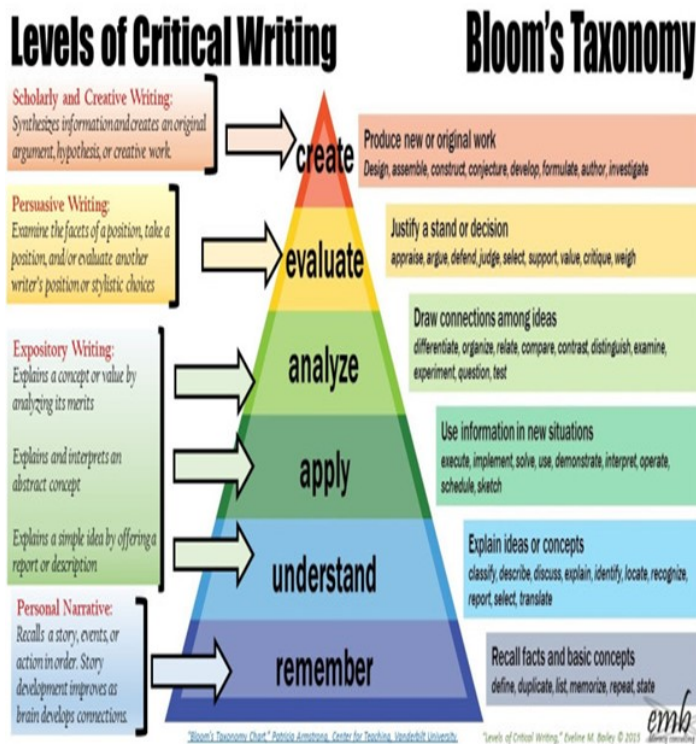 Levels of Critical Writing
Bloom's Taxonomy
Scholarly and Creative Writing:
Synthesizes information and creates an original
argument, hypothesis, or creative work.
Persuasive Writing:
Examine the facets of a position, take a
position, and/or evaluate another
writer's position or stylistic choices
Expository Writing:
Explains a concept or value by
analyzing its merits
Explains and interprets an
abstract concept
Explains a simple idea by offering a
report or description
Personal Narrative:
Recalls a story, events, or
action in order. Story
development improves as
brain develops connections.
create
evaluate
analyze
apply
understand
remember
Produce new or original work
Design, assemble, construct, conjecture, develop, formulate, author, investigate
Justify a stand or decision
appraise, argue, defend, judge, select, support, value, critique, weigh
Draw connections among ideas
differentiate, organize, relate, compare, contrast, distinguish, examine,
experiment, question, test
Use information in new situations
execute, implement, solve, use, demonstrate, interpret, operate,
schedule, sketch
Explain ideas or concepts
classify, describe, discuss, explain, identify, locate, recognize,
report, select, translate
Recall facts and basic concepts
define, duplicate, list, memorize, repeat, state
emb
literacy consulting
"Bloom's Taxonomy Chart," Patricia Armstrong, Center for Teaching, Vanderbilt University.
"Levels of Critical Writing," Eveline M. Bailey © 2015